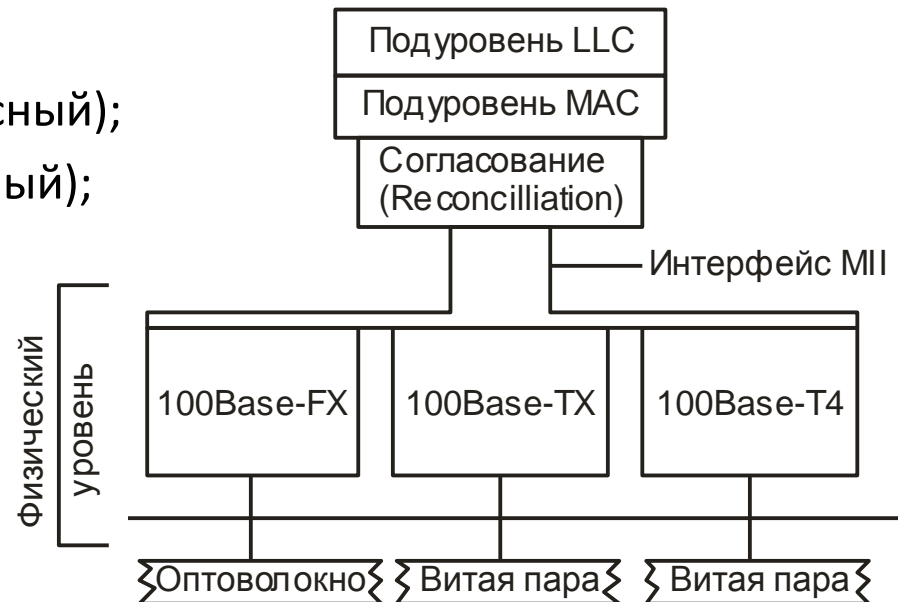 Подуровень LLC
сный);
Подуровень MAC
ый);
Согласование
(Reconcilliation)
Интерфейс MII
Физический
уровень
100Base-FX
100Base-TX
100Base-T4
Оптоволокно
Витая пара
Витая пара